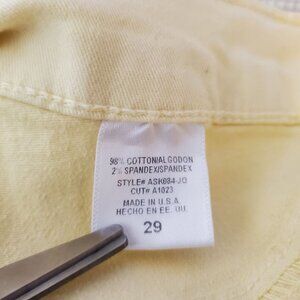 98% COTTON/ALGODON
2% SPANDEX/SPANDEX
STYLE# ASK084-JO
CUT# A1023
MADE IN U.S.A.
HECHO EN EE. UU.
29